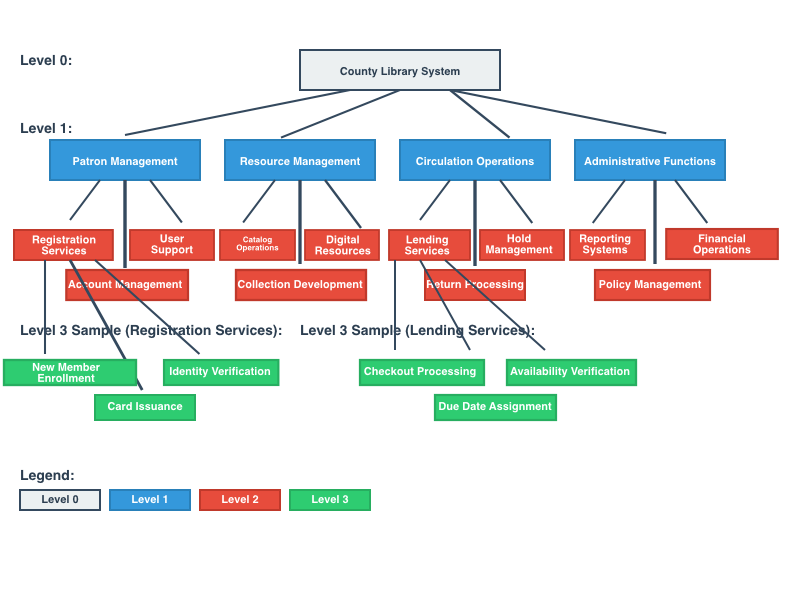 Level 0:
County Library System
Level 1:
Patron Management
Resource Management
Circulation Operations
Administrative Functions
Registration
Services
User
Support
Catalog
Operations
Digital
Resources
Lending
Services
Hold
Management
Reporting
Systems
Financial
Operations
Account Management
Collection Development
Return Processing
Policy Management
Level 3 Sample (Registration Services):
Level 3 Sample (Lending Services):
New Member
Enrollment
Identity Verification
Checkout Processing
Availability Verification
Card Issuance
Due Date Assignment
Legend:
Level 0
Level 1
Level 2
Level 3